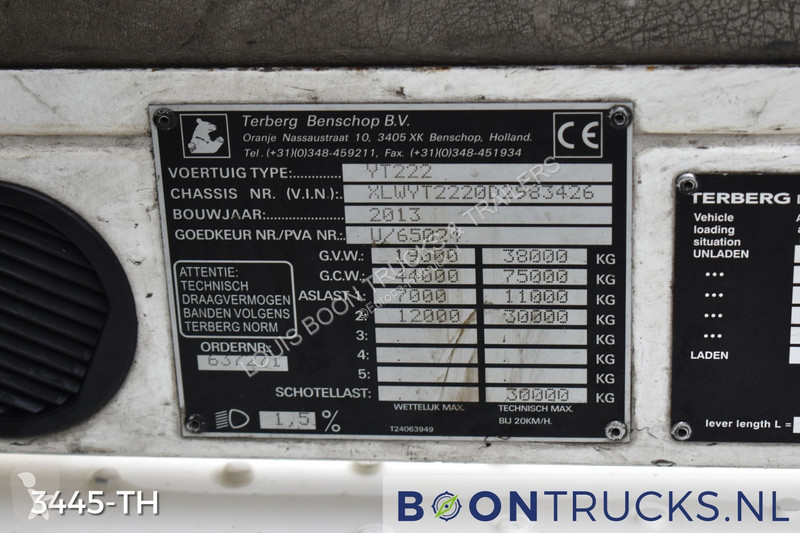 Terberg Benschop B.V.
Oranje Nassaustraat 10, 3405 XK Benschop, Holland.
Tel. (+31)(0)348-459211, Fax. (+31)(0)348-451934
CE
VOERTUIG TYPE: YT222
CHASSIS NR. (V.I.N.):
BOUWJAAR: 2013
GOEDKEUR NR./PVA NR.:
G.V.W.: 19000 38000 KG
G.C.W.: 44000 75000 KG
ASLAST 1: 7000 11000 KG
2: 12000 30000 KG
3: KG
4: KG
5: KG
SCHOTELLAST: 30000 KG
WETTELIJK MAX. TECHNISCH MAX.
BIJ 20KM/H.
T24063949
ATTENTIE:
TECHNISCH
DRAAGVERMOGEN
BANDEN VOLGENS
TERBERG NORM
ORDERNR:
637201
1,5 %
TERBERG
Vehicle
loading
situation
UNLADEN
LADEN
lever length L =
LOUIS BOON TRUCKS & TRAILERS
3445-TH
BOONTRUCKS.NL